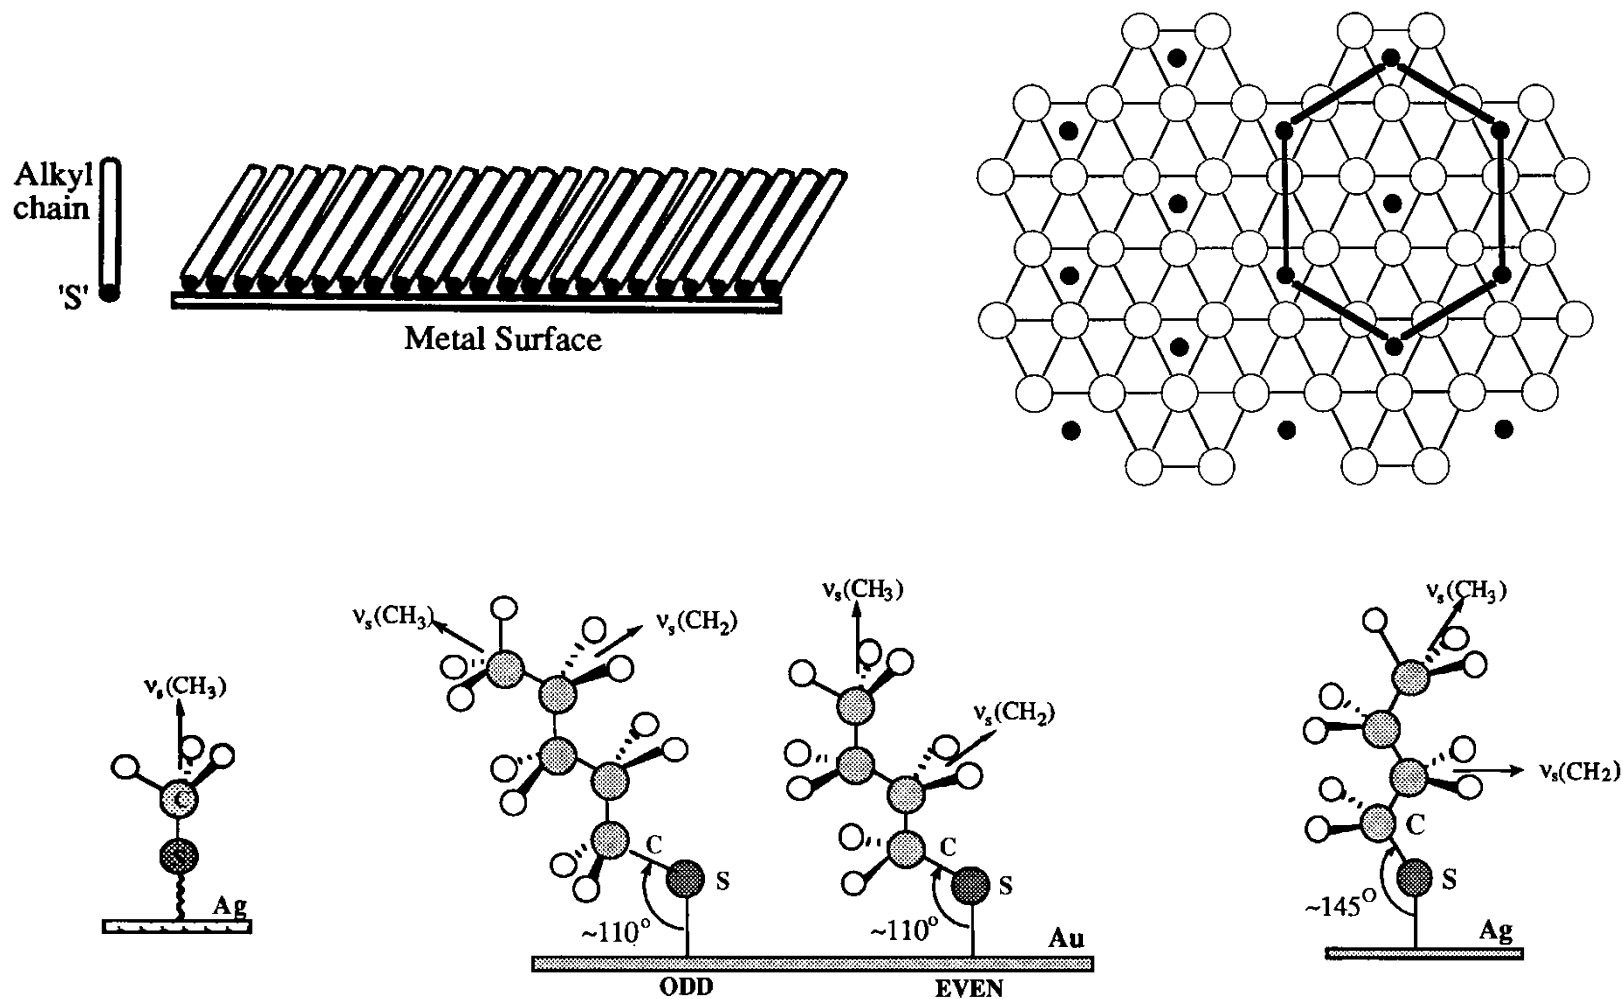 Alkyl
chain
'S'
Metal Surface
νs(CH3)
C
S
Ag
νs(CH3)
νs(CH2)
C
S
~110°
ODD
νs(CH3)
νs(CH2)
C
S
~110°
Au
EVEN
νs(CH3)
νs(CH2)
C
S
~145°
Ag